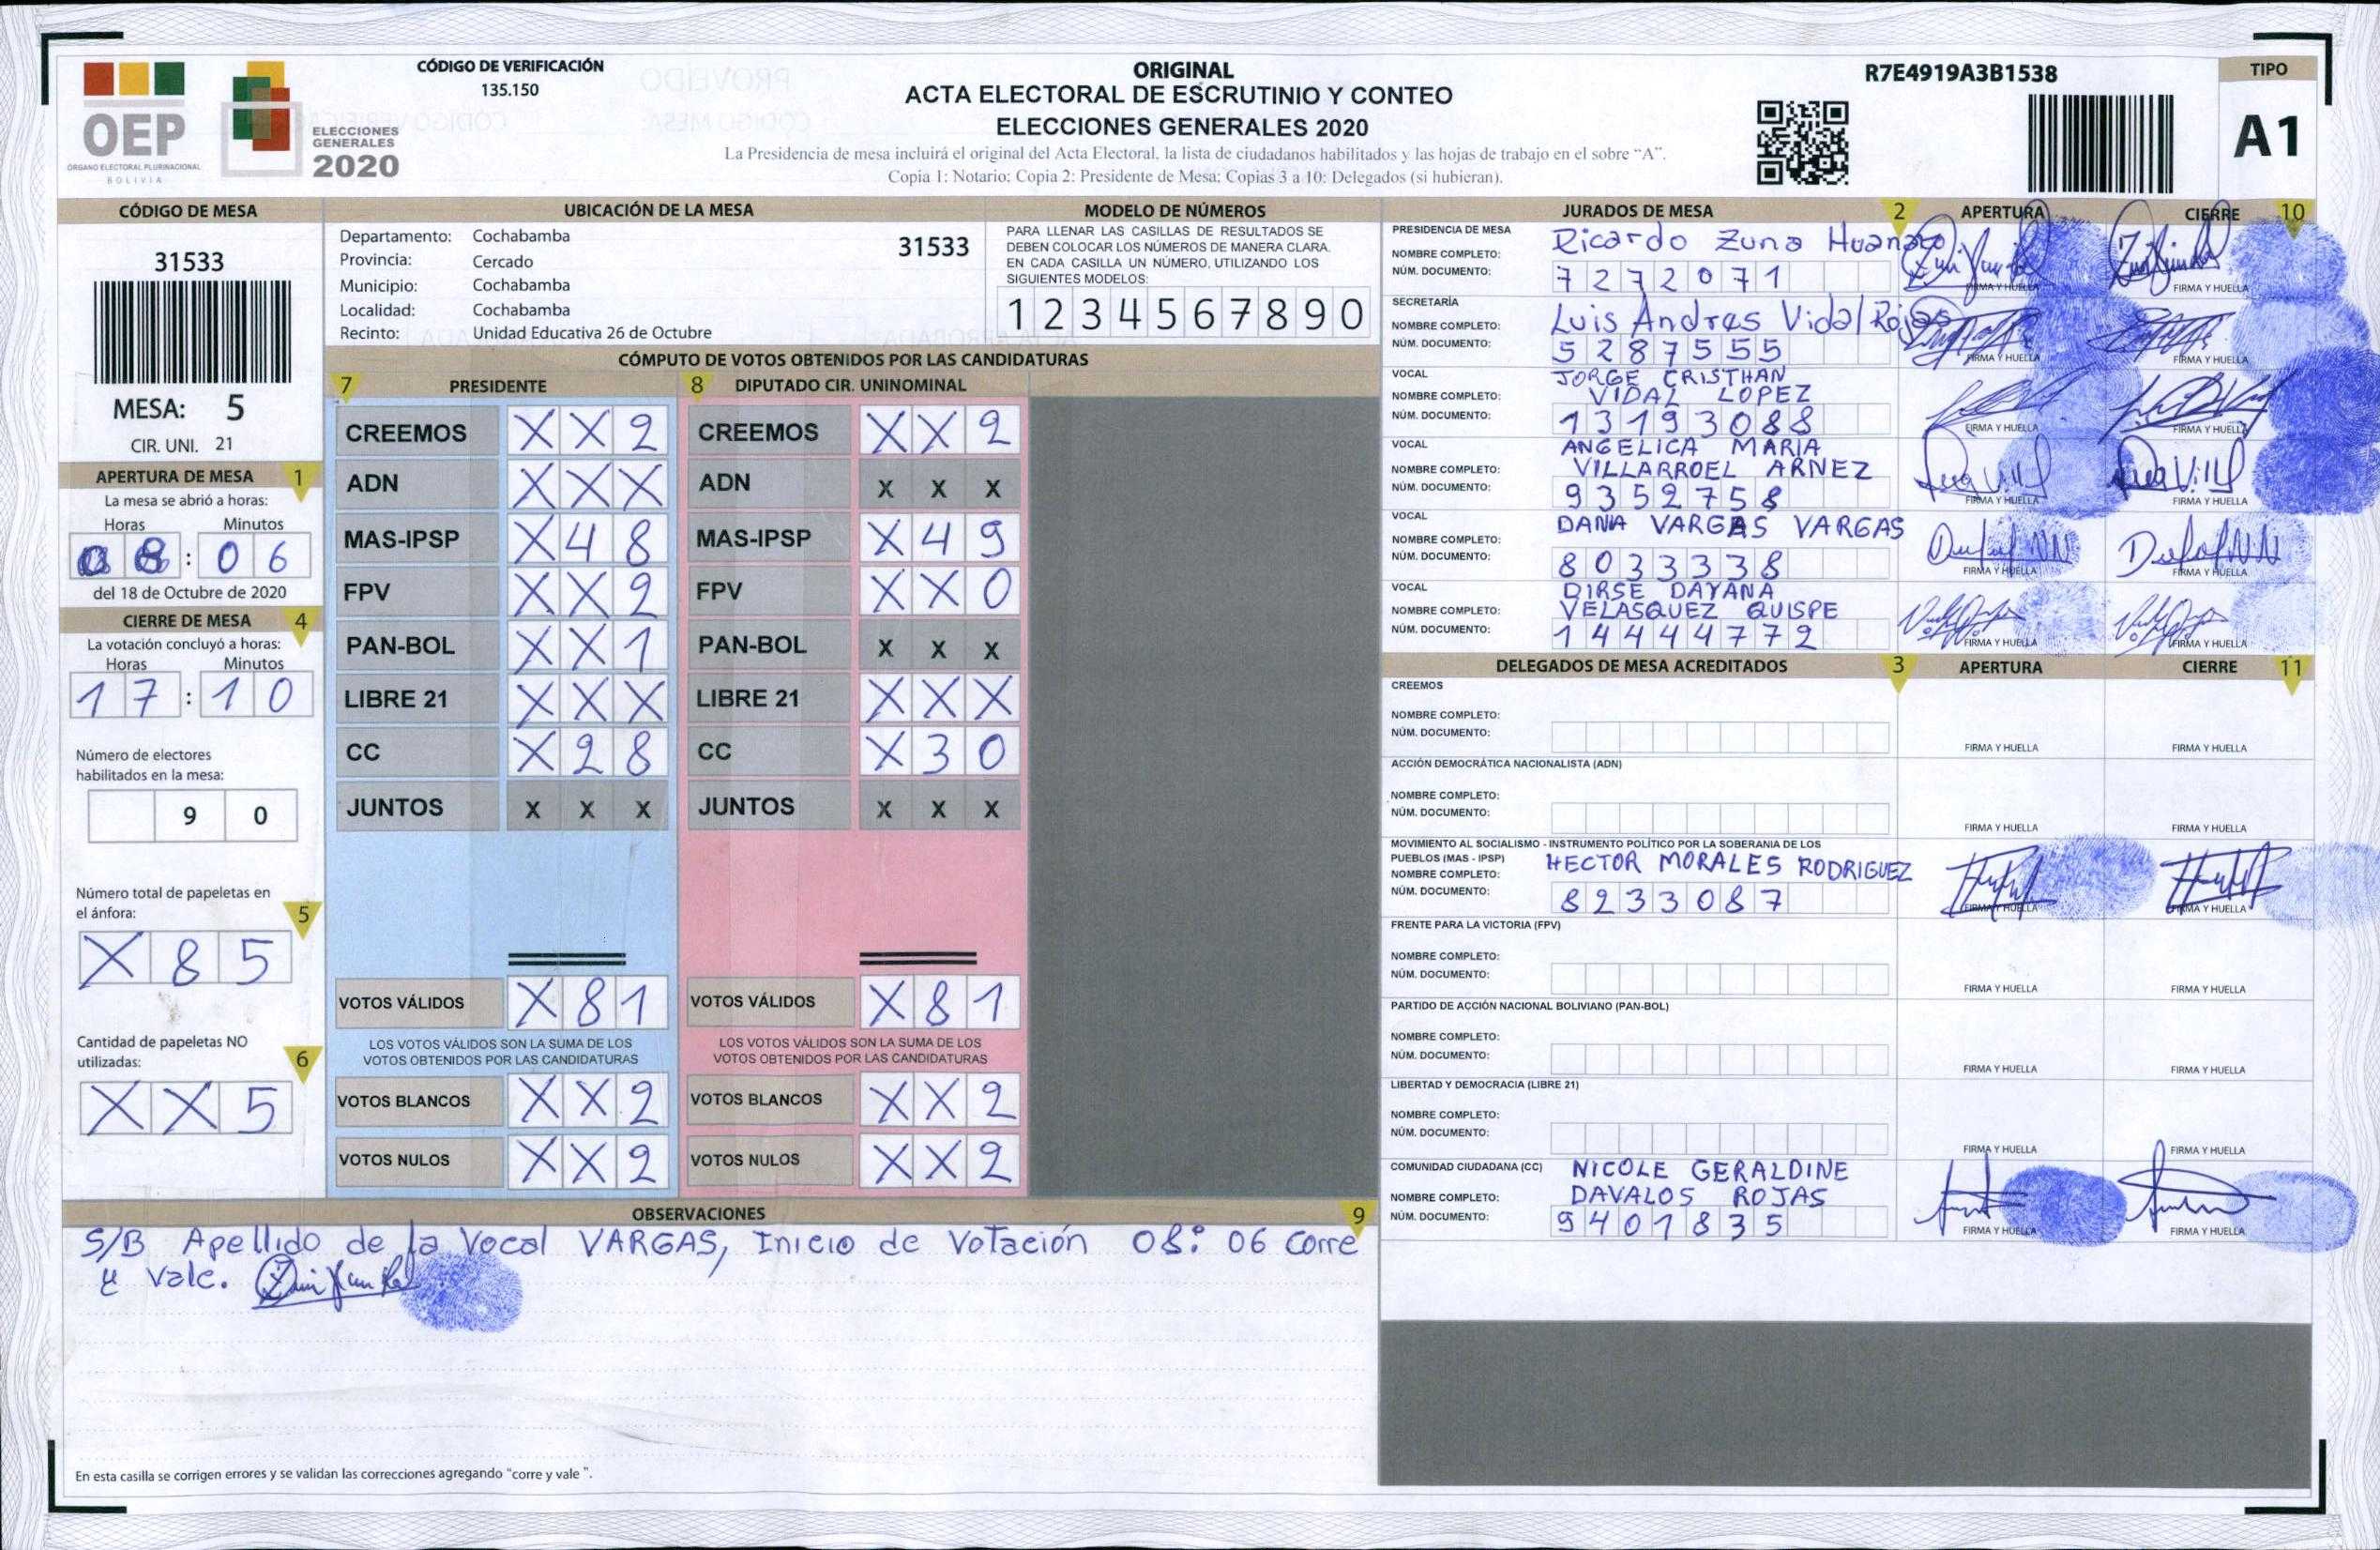 CÓDIGO DE VERIFICACIÓN
135.150
OEP
ÓRGANO ELECTORAL PLURINACIONAL
BOLIVIA
ELECCIONES
GENERALES
2020
ORIGINAL
ACTA ELECTORAL DE ESCRUTINIO Y CONTEO
ELECCIONES GENERALES 2020
La Presidencia de mesa incluirá el original del Acta Electoral, la lista de ciudadanos habilitados y las hojas de trabajo en el sobre "A".
Copia 1: Notario; Copia 2: Presidente de Mesa; Copias 3 a 10: Delegados (si hubieran).
R7E4919A3B1538
TIPO
A1
CÓDIGO DE MESA
31533
MESA: 5
CIR. UNI. 21
APERTURA DE MESA 1
La mesa se abrió a horas:
Horas Minutos
08:06
del 18 de Octubre de 2020
CIERRE DE MESA 4
La votación concluyó a horas:
Horas Minutos
17:10
Número de electores
habilitados en la mesa:
9 0
Número total de papeletas en
el ánfora: 5
X 8 5
Cantidad de papeletas NO
utilizadas: 6
X X 5
UBICACIÓN DE LA MESA
Departamento: Cochabamba 31533
Provincia: Cercado
Municipio: Cochabamba
Localidad: Cochabamba
Recinto: Unidad Educativa 26 de Octubre
MODELO DE NÚMEROS
PARA LLENAR LAS CASILLAS DE RESULTADOS SE
DEBEN COLOCAR LOS NÚMEROS DE MANERA CLARA.
EN CADA CASILLA UN NÚMERO, UTILIZANDO LOS
SIGUIENTES MODELOS:
1 2 3 4 5 6 7 8 9 0
CÓMPUTO DE VOTOS OBTENIDOS POR LAS CANDIDATURAS
7 PRESIDENTE 8 DIPUTADO CIR. UNINOMINAL
CREEMOS X X 2 CREEMOS X X 2
ADN X X X ADN X X X
MAS-IPSP X 4 8 MAS-IPSP X 4 9
FPV X X 2 FPV X X 0
PAN-BOL X X 1 PAN-BOL X X X
LIBRE 21 X X X LIBRE 21 X X X
CC X 2 8 CC X 3 0
JUNTOS X X X JUNTOS X X X
VOTOS VÁLIDOS X 8 1 VOTOS VÁLIDOS X 8 1
LOS VOTOS VÁLIDOS SON LA SUMA DE LOS LOS VOTOS VÁLIDOS SON LA SUMA DE LOS
VOTOS OBTENIDOS POR LAS CANDIDATURAS VOTOS OBTENIDOS POR LAS CANDIDATURAS
VOTOS BLANCOS X X 2 VOTOS BLANCOS X X 2
VOTOS NULOS X X 2 VOTOS NULOS X X 2
OBSERVACIONES 9
S/B Apellido de la Vocal VARGAS, Inicio de Votación 08:06 Corre
y vale.
En esta casilla se corrigen errores y se validan las correcciones agregando "corre y vale ".
JURADOS DE MESA 2 APERTURA CIERRE 10
PRESIDENCIA DE MESA
NOMBRE COMPLETO: Ricardo Zuna Huanaco
NÚM. DOCUMENTO: 7272071 FIRMA Y HUELLA FIRMA Y HUELLA
SECRETARÍA
NOMBRE COMPLETO: Luis Andres Vidal Rojas
NÚM. DOCUMENTO: 5287555 FIRMA Y HUELLA FIRMA Y HUELLA
VOCAL JORGE CRISTHAN
NOMBRE COMPLETO: VIDAL LOPEZ
NÚM. DOCUMENTO: 13193088 FIRMA Y HUELLA FIRMA Y HUELLA
VOCAL ANGELICA MARIA
NOMBRE COMPLETO: VILLARROEL ARNEZ
NÚM. DOCUMENTO: 9352758 FIRMA Y HUELLA FIRMA Y HUELLA
VOCAL DANIA VARGAS VARGAS
NOMBRE COMPLETO:
NÚM. DOCUMENTO: 8033338 FIRMA Y HUELLA FIRMA Y HUELLA
VOCAL DIRSE DAYANA
NOMBRE COMPLETO: VELASQUEZ QUISPE
NÚM. DOCUMENTO: 14444772 FIRMA Y HUELLA FIRMA Y HUELLA
DELEGADOS DE MESA ACREDITADOS 3 APERTURA CIERRE 11
CREEMOS
NOMBRE COMPLETO:
NÚM. DOCUMENTO: FIRMA Y HUELLA FIRMA Y HUELLA
ACCIÓN DEMOCRÁTICA NACIONALISTA (ADN)
NOMBRE COMPLETO:
NÚM. DOCUMENTO: FIRMA Y HUELLA FIRMA Y HUELLA
MOVIMIENTO AL SOCIALISMO - INSTRUMENTO POLÍTICO POR LA SOBERANIA DE LOS
PUEBLOS (MAS - IPSP) HECTOR MORALES RODRIGUEZ
NOMBRE COMPLETO:
NÚM. DOCUMENTO: 8233087 FIRMA Y HUELLA FIRMA Y HUELLA
FRENTE PARA LA VICTORIA (FPV)
NOMBRE COMPLETO:
NÚM. DOCUMENTO: FIRMA Y HUELLA FIRMA Y HUELLA
PARTIDO DE ACCIÓN NACIONAL BOLIVIANO (PAN-BOL)
NOMBRE COMPLETO:
NÚM. DOCUMENTO: FIRMA Y HUELLA FIRMA Y HUELLA
LIBERTAD Y DEMOCRACIA (LIBRE 21)
NOMBRE COMPLETO:
NÚM. DOCUMENTO: FIRMA Y HUELLA FIRMA Y HUELLA
COMUNIDAD CIUDADANA (CC) NICOLE GERALDINE
NOMBRE COMPLETO: DAVALOS ROJAS
NÚM. DOCUMENTO: 9401835 FIRMA Y HUELLA FIRMA Y HUELLA